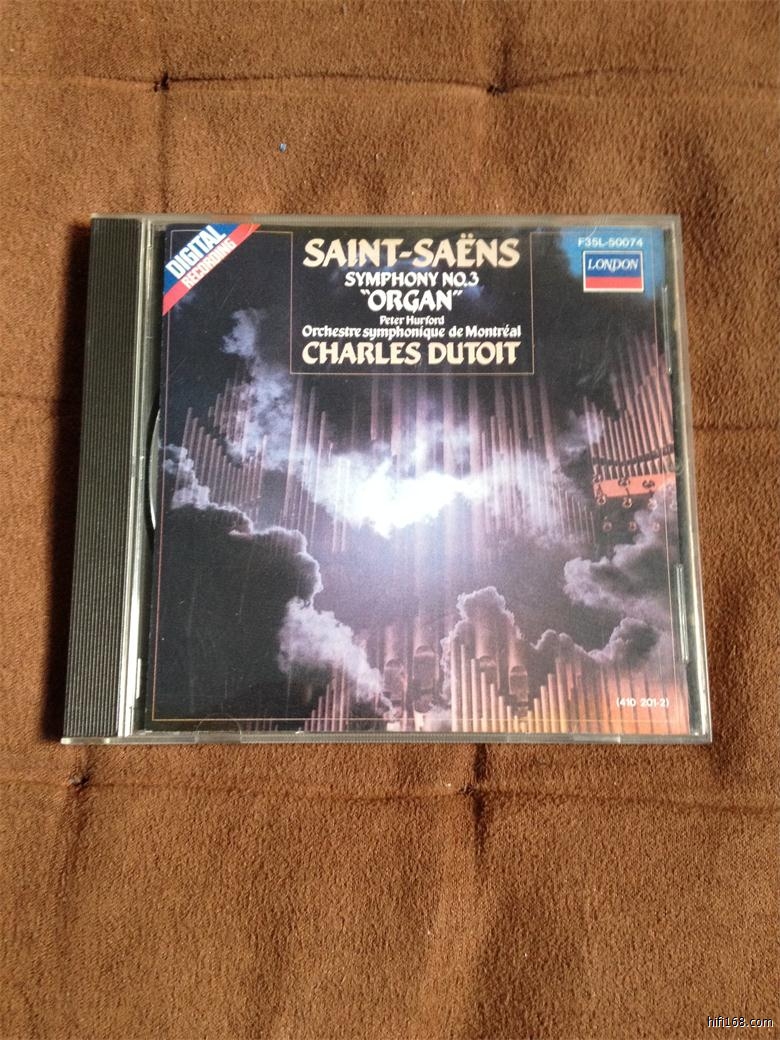 DIGITAL
RECORDING
SAINT-SAËNS
SYMPHONY NO.3
"ORGAN"
Peter Hurford
Orchestre symphonique de Montréal
CHARLES DUTOIT
F35L-50074
LONDON
(410 201-2)
hifi168.com